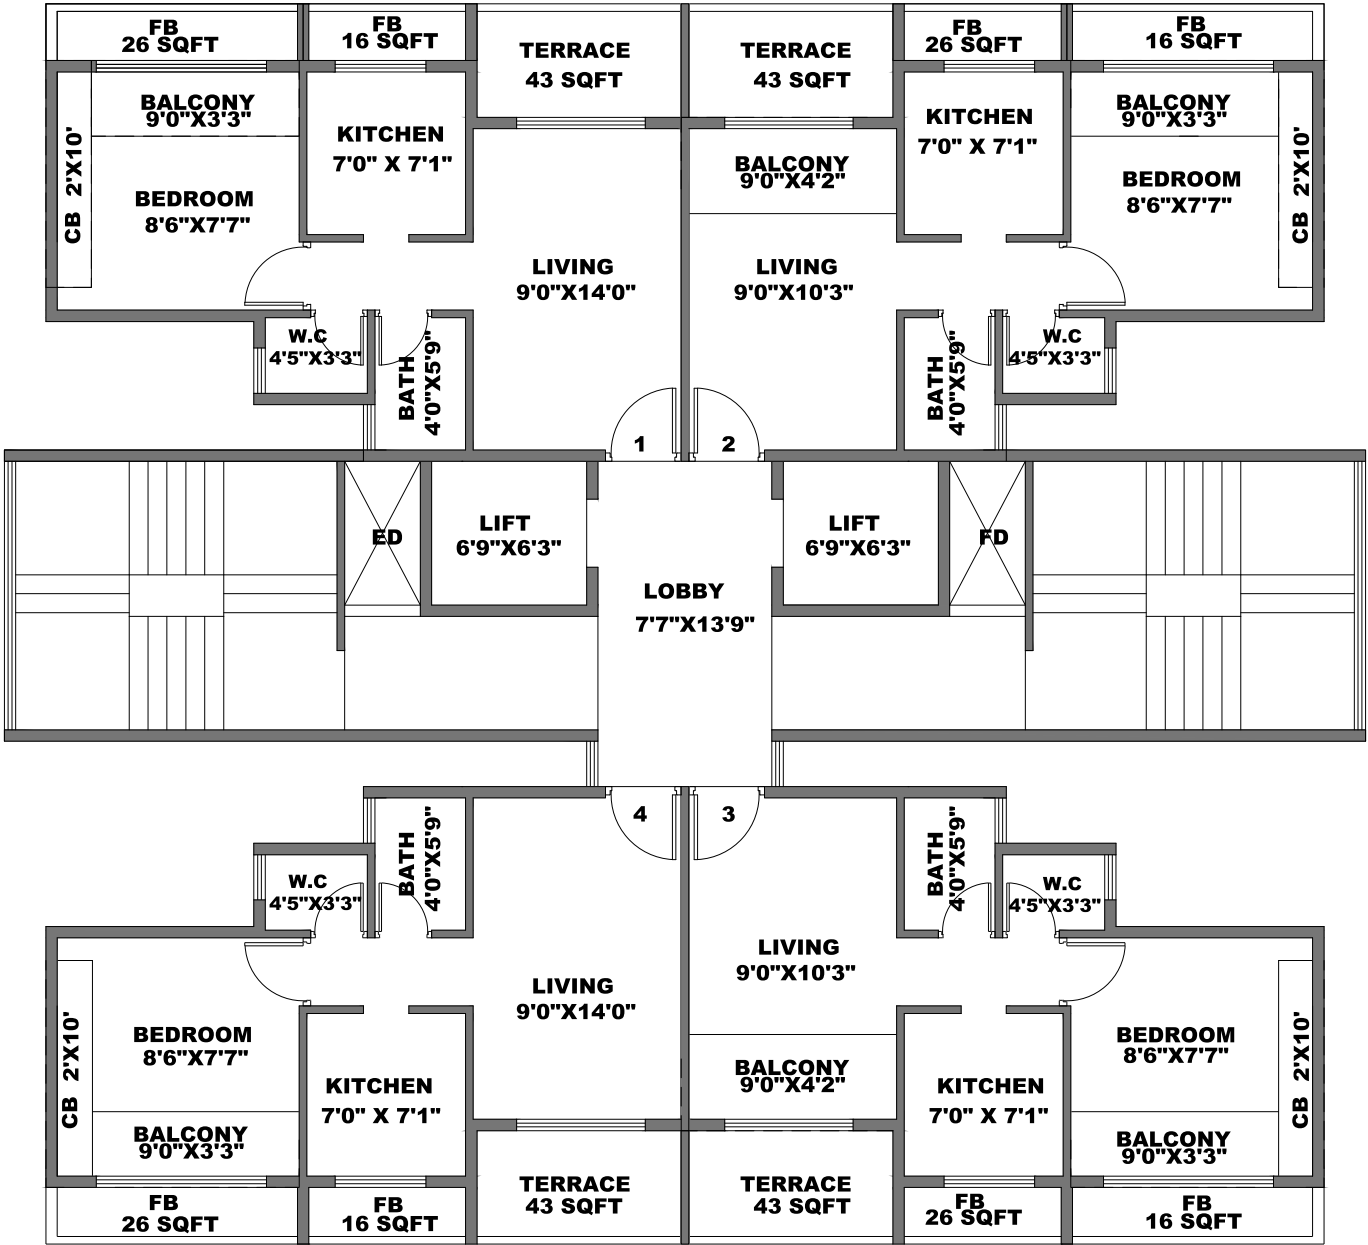 FB
26 SQFT
FB
16 SQFT
TERRACE
43 SQFT
TERRACE
43 SQFT
FB
26 SQFT
FB
16 SQFT
CB 2'X10'
BALCONY
9'0"X3'3"
BEDROOM
8'6"X7'7"
KITCHEN
7'0" X 7'1"
LIVING
9'0"X14'0"
BALCONY
9'0"X4'2"
LIVING
9'0"X10'3"
KITCHEN
7'0" X 7'1"
BALCONY
9'0"X3'3"
BEDROOM
8'6"X7'7"
CB 2'X10'
W.C
4'5"X3'3"
BATH
4'0"X5'9"
1
2
BATH
4'0"X5'9"
W.C
4'5"X3'3"
ED
LIFT
6'9"X6'3"
LOBBY
7'7"X13'9"
LIFT
6'9"X6'3"
FD
W.C
4'5"X3'3"
BATH
4'0"X5'9"
4
3
BATH
4'0"X5'9"
W.C
4'5"X3'3"
CB 2'X10'
BEDROOM
8'6"X7'7"
BALCONY
9'0"X3'3"
KITCHEN
7'0" X 7'1"
LIVING
9'0"X14'0"
LIVING
9'0"X10'3"
BALCONY
9'0"X4'2"
KITCHEN
7'0" X 7'1"
BEDROOM
8'6"X7'7"
BALCONY
9'0"X3'3"
CB 2'X10'
FB
26 SQFT
FB
16 SQFT
TERRACE
43 SQFT
TERRACE
43 SQFT
FB
26 SQFT
FB
16 SQFT